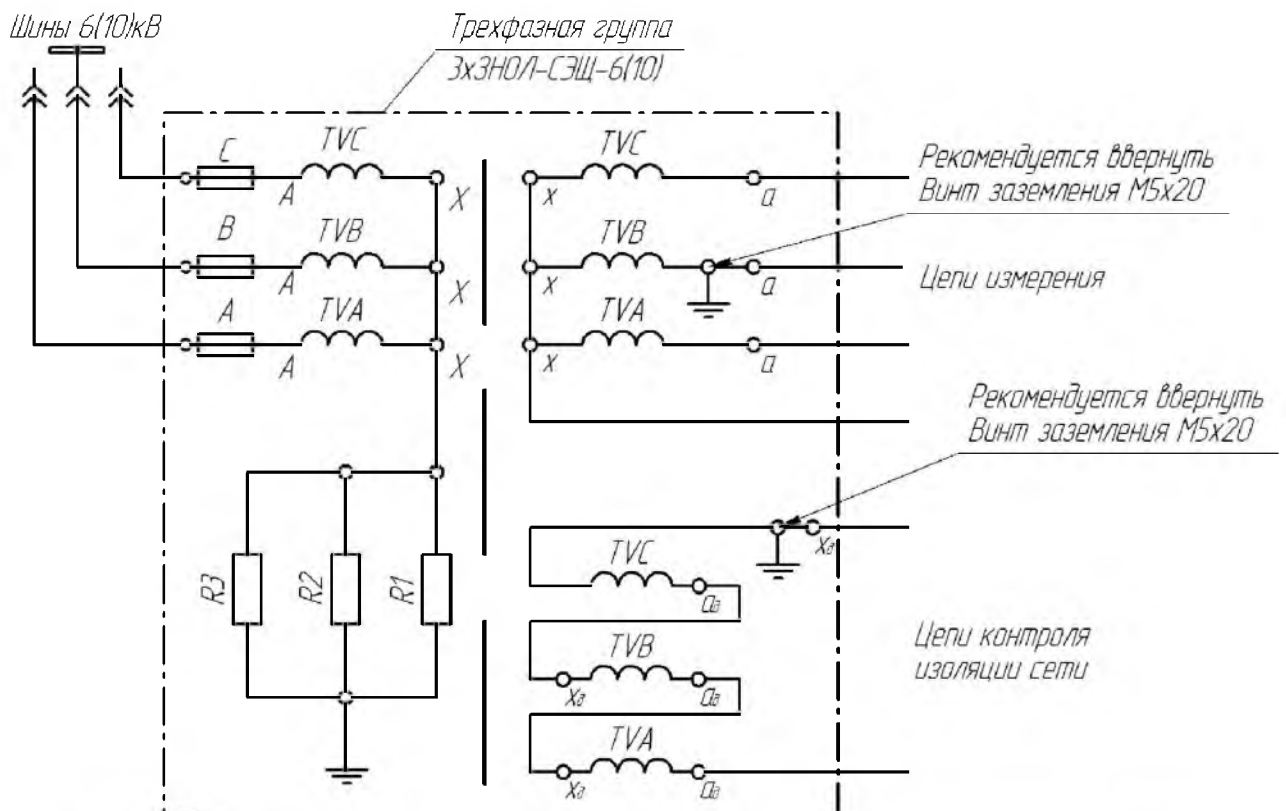 Шины 6(10)кВ
Трехфазная группа
3хЗНОЛ-СЭЩ-6(10)
C
TVC
A
X
B
TVB
A
X
A
TVA
A
X
TVC
x
a
TVB
x
a
TVA
x
a
Рекомендуется ввернуть
Винт заземления М5х20
Цепи измерения
Рекомендуется ввернуть
Винт заземления М5х20
R3
R2
R1
xд
TVC
aд
TVB
xд
aд
TVA
xд
aд
Цепи контроля
изоляции сети